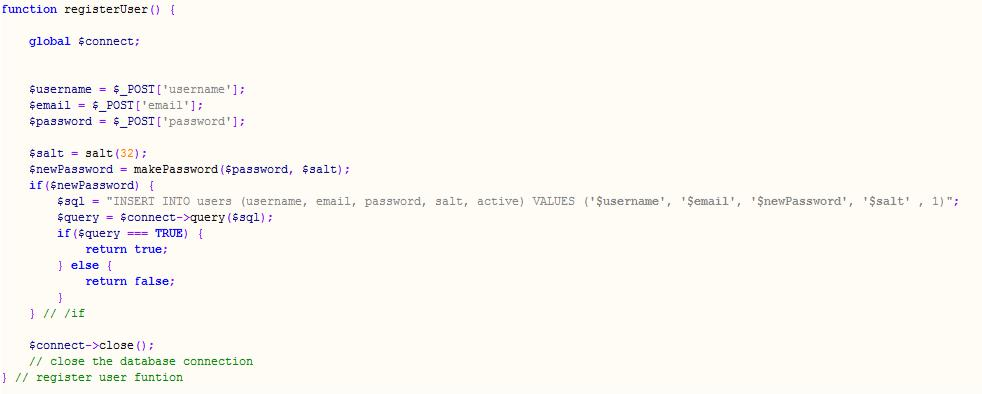 function registerUser() {
global $connect;
$username = $_POST['username'];
$email = $_POST['email'];
$password = $_POST['password'];
$salt = salt(32);
$newPassword = makePassword($password, $salt);
if($newPassword) {
$sql = "INSERT INTO users (username, email, password, salt, active) VALUES ('$username', '$email', '$newPassword', '$salt' , 1)";
$query = $connect->query($sql);
if($query === TRUE) {
return true;
} else {
return false;
}
} // /if
$connect->close();
// close the database connection
} // register user funtion